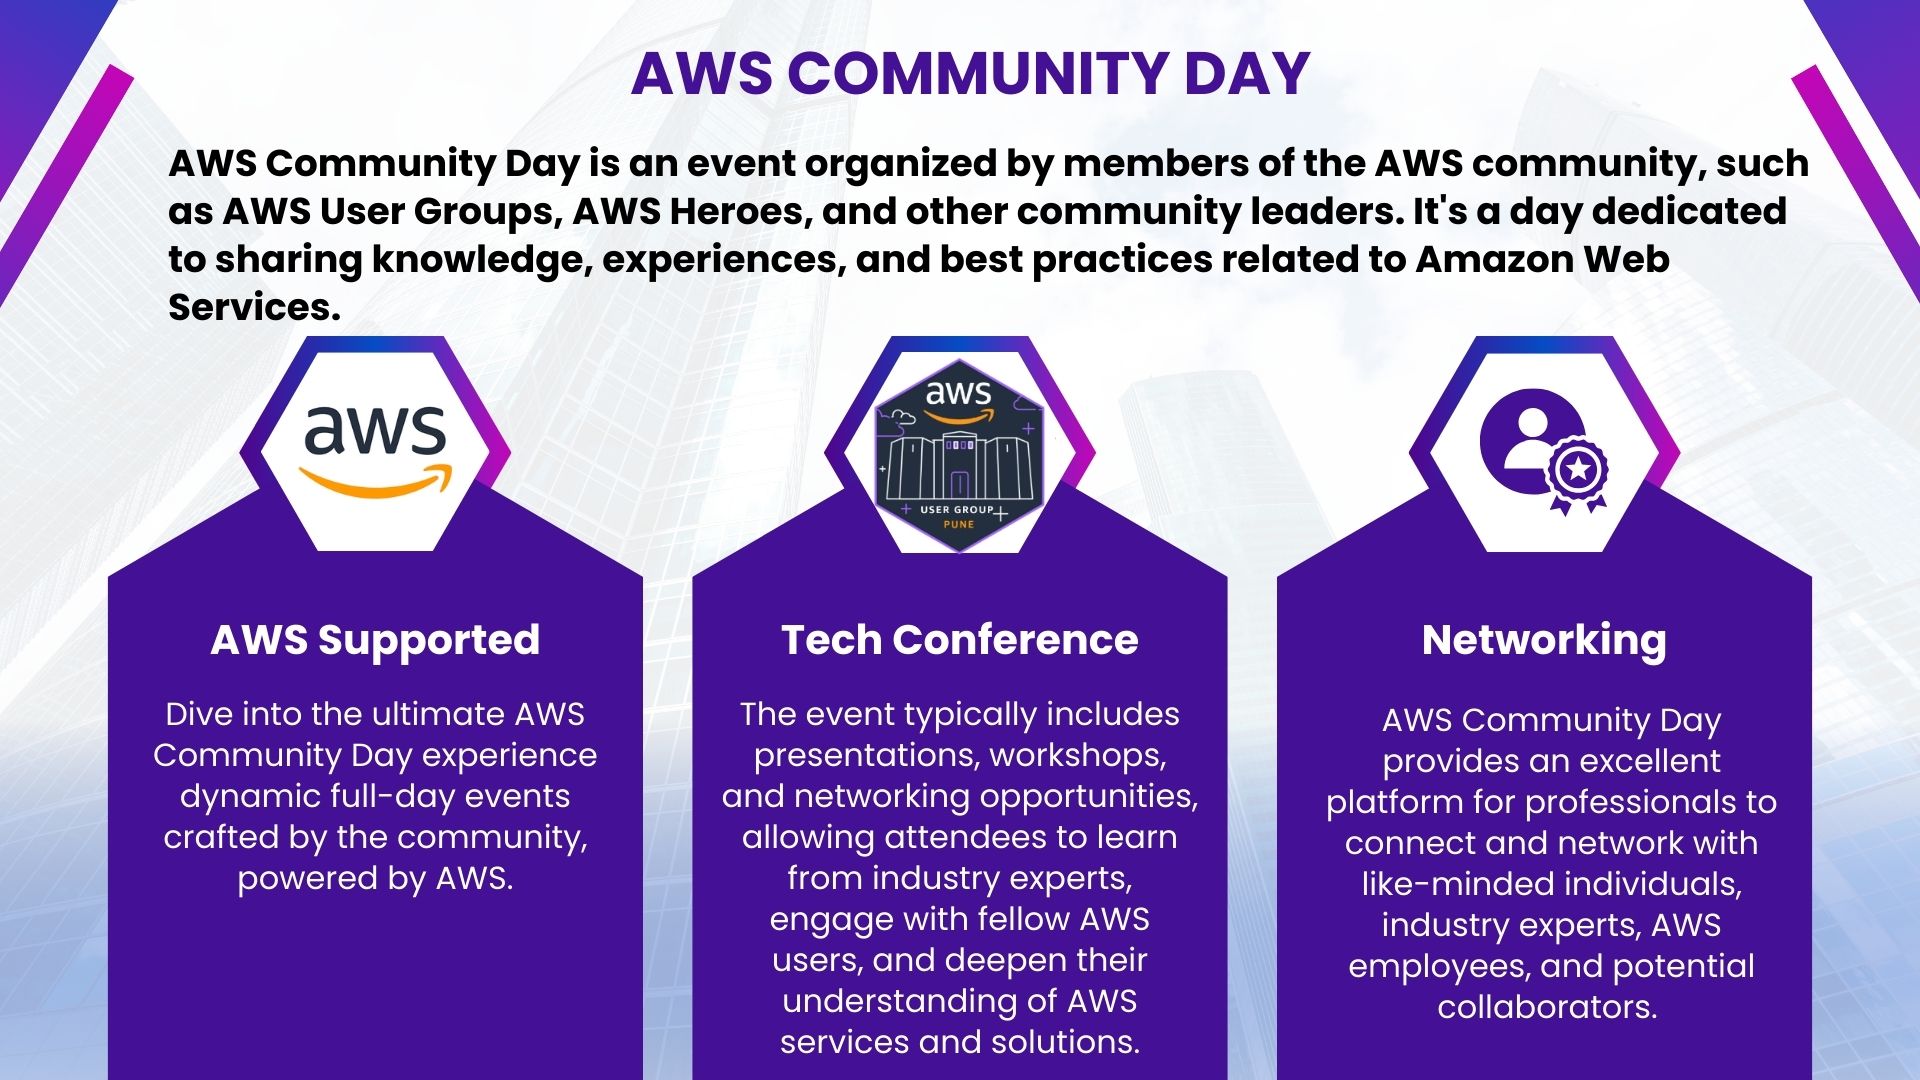 AWS COMMUNITY DAY
AWS Community Day is an event organized by members of the AWS community, such
as AWS User Groups, AWS Heroes, and other community leaders. It's a day dedicated
to sharing knowledge, experiences, and best practices related to Amazon Web
Services.
aws
AWS Supported
Dive into the ultimate AWS
Community Day experience
dynamic full-day events
crafted by the community,
powered by AWS.
aws
USER GROUP
PUNE
Tech Conference
The event typically includes
presentations, workshops,
and networking opportunities,
allowing attendees to learn
from industry experts,
engage with fellow AWS
users, and deepen their
understanding of AWS
services and solutions.
Networking
AWS Community Day
provides an excellent
platform for professionals to
connect and network with
like-minded individuals,
industry experts, AWS
employees, and potential
collaborators.